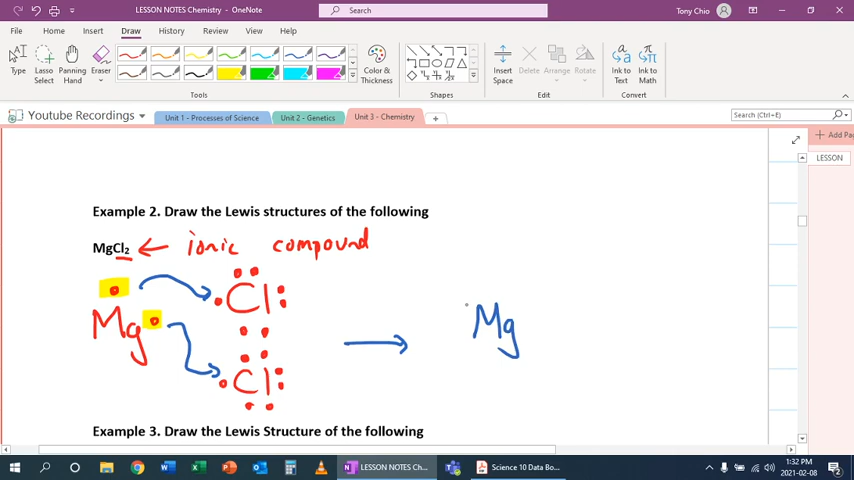 LESSON NOTES Chemistry - OneNote
Search
Tony Chio
File Home Insert Draw History Review View Help
Type
Lasso Select
Panning Hand
Eraser
Color & Thickness
Insert Space
Delete
Arrange
Rotate
Ink to Text
Ink to Math
Tools
Shapes
Edit
Convert
Youtube Recordings
Unit 1 - Processes of Science
Unit 2 - Genetics
Unit 3 - Chemistry
Search (Ctrl+E)
Add Pa
LESSON
Example 2. Draw the Lewis structures of the following
MgCl₂ ← ionic compound
Cl
Mg
Mg
Cl
Example 3. Draw the Lewis Structure of the following
LESSON NOTES Che...
Science 10 Data Bo...
1:32 PM
2021-02-08
2